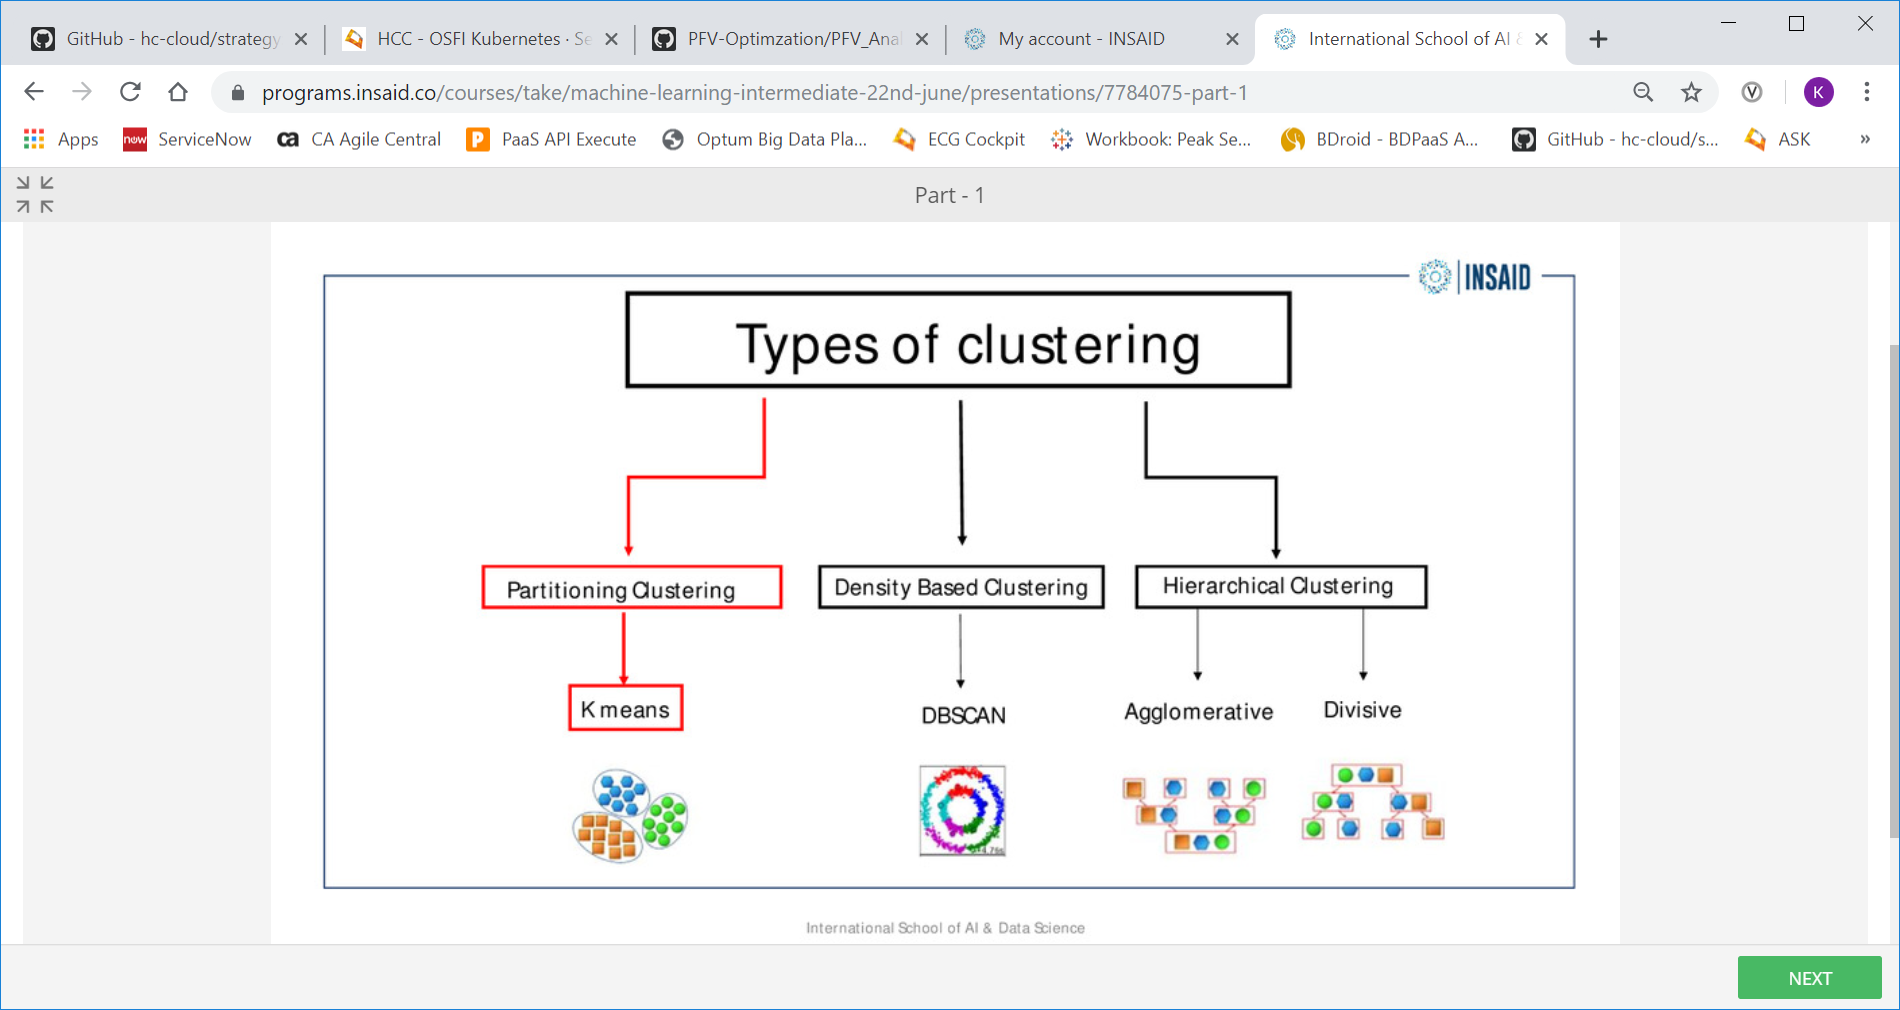 GitHub - hc-cloud/strategy
HCC - OSFI Kubernetes · Se
PFV-Optimzation/PFV_Anal
My account - INSAID
International School of AI &
programs.insaid.co/courses/take/machine-learning-intermediate-22nd-june/presentations/7784075-part-1
V
K
Apps
now
ServiceNow
ca
CA Agile Central
P
PaaS API Execute
Optum Big Data Pla...
ECG Cockpit
Workbook: Peak Se...
BDroid - BDPaaS A...
GitHub - hc-cloud/s...
ASK
»
Part - 1
INSAID
Types of clustering
Partitioning Clustering
Density Based Clustering
Hierarchical Clustering
K means
DBSCAN
Agglomerative
Divisive
International School of AI & Data Science
NEXT